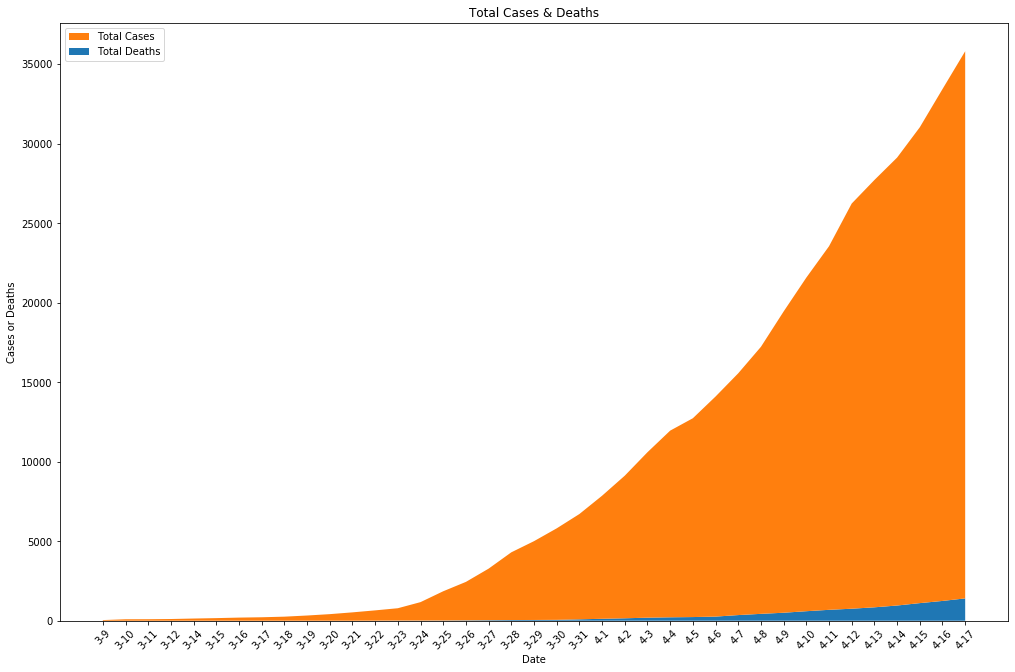 Total Cases & Deaths
Total Cases
Total Deaths
35000
30000
25000
20000
15000
10000
5000
0
Cases or Deaths
3-9 3-10 3-11 3-12 3-14 3-15 3-16 3-17 3-18 3-19 3-20 3-21 3-22 3-23 3-24 3-25 3-26 3-27 3-28 3-29 3-30 3-31 4-1 4-2 4-3 4-4 4-5 4-6 4-7 4-8 4-9 4-10 4-11 4-12 4-13 4-14 4-15 4-16 4-17
Date